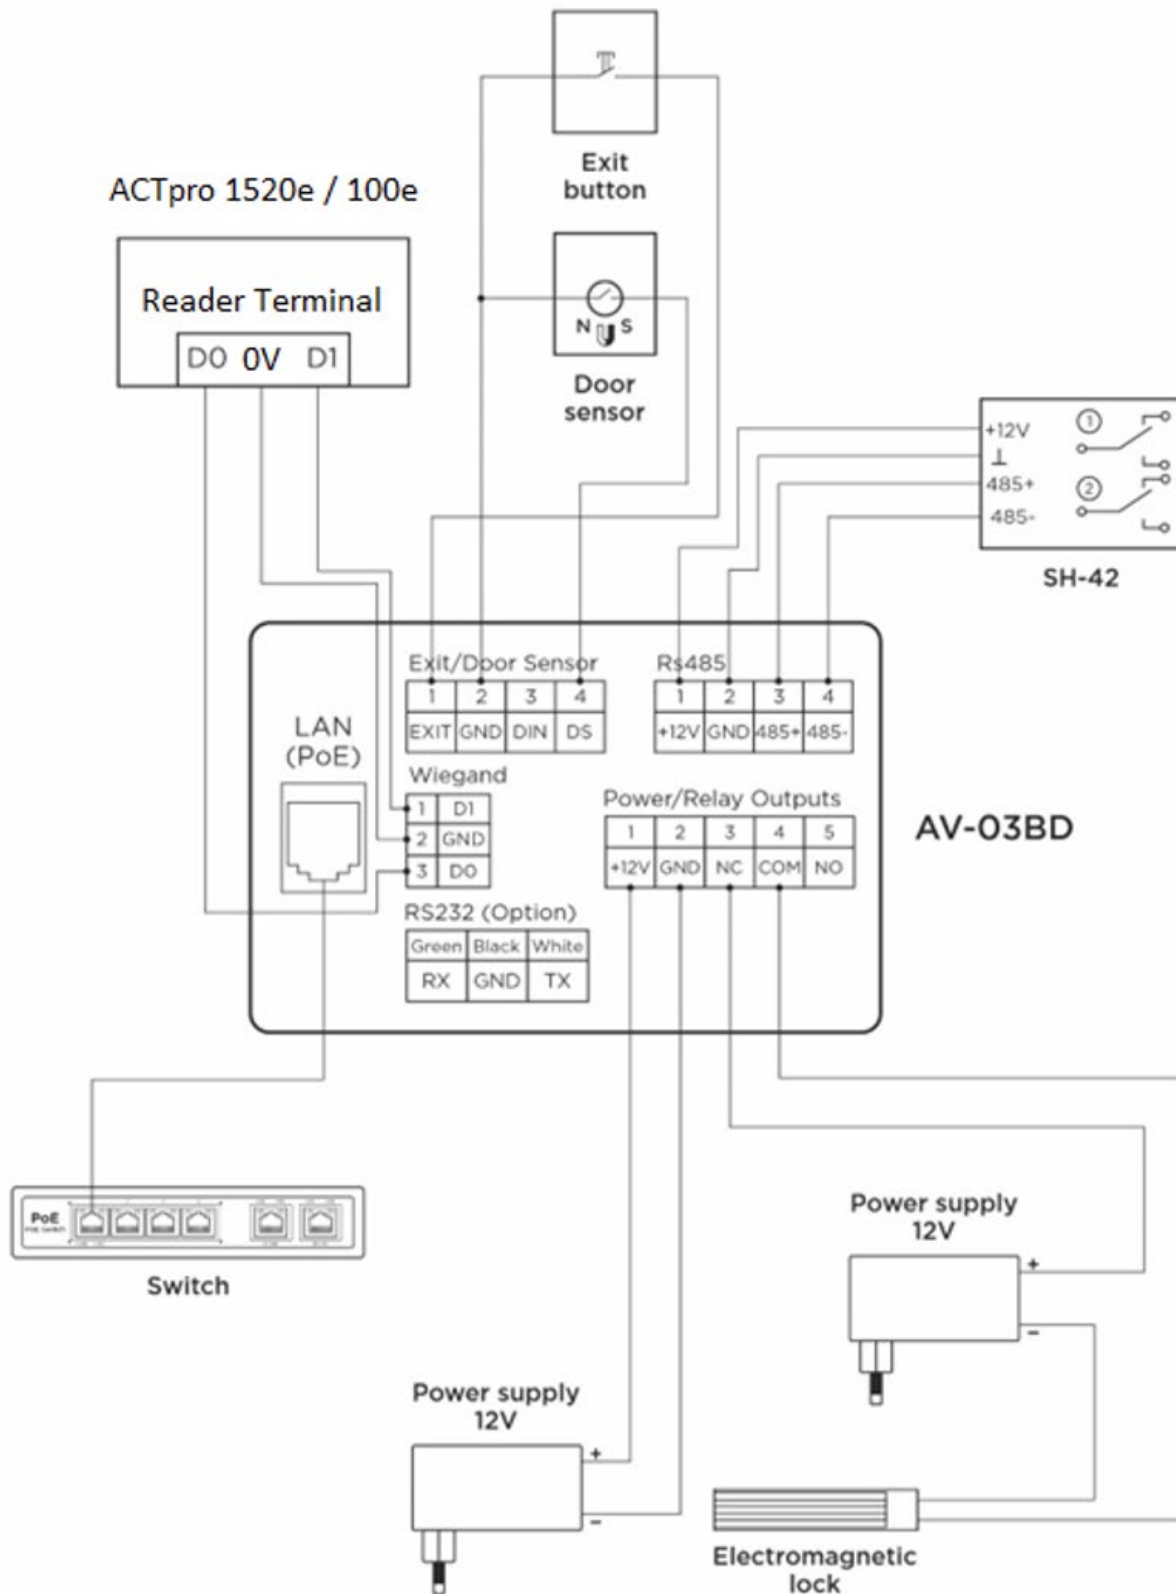 Exit
button
ACTpro 1520e / 100e
Reader Terminal
D0 0V D1
N S
Door
sensor
+12V
1
485+
2
485-
SH-42
Exit/Door Sensor
1 2 3 4
EXIT GND DIN DS
Rs485
1 2 3 4
+12V GND 485+ 485-
LAN
(PoE)
Wiegand
1 D1
2 GND
3 D0
Power/Relay Outputs
1 2 3 4 5
+12V GND NC COM NO
AV-03BD
RS232 (Option)
Green Black White
RX GND TX
PoE
Switch
Power supply
12V
+
-
Power supply
12V
+
-
Electromagnetic
lock